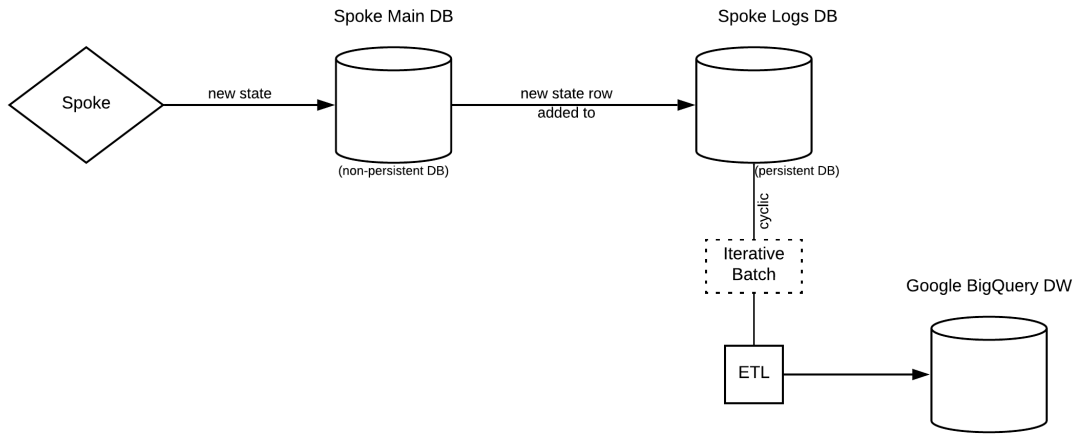 Spoke Main DB
Spoke Logs DB
Spoke
new state
new state row
added to
(non-persistent DB)
(persistent DB)
cyclic
Iterative
Batch
Google BigQuery DW
ETL